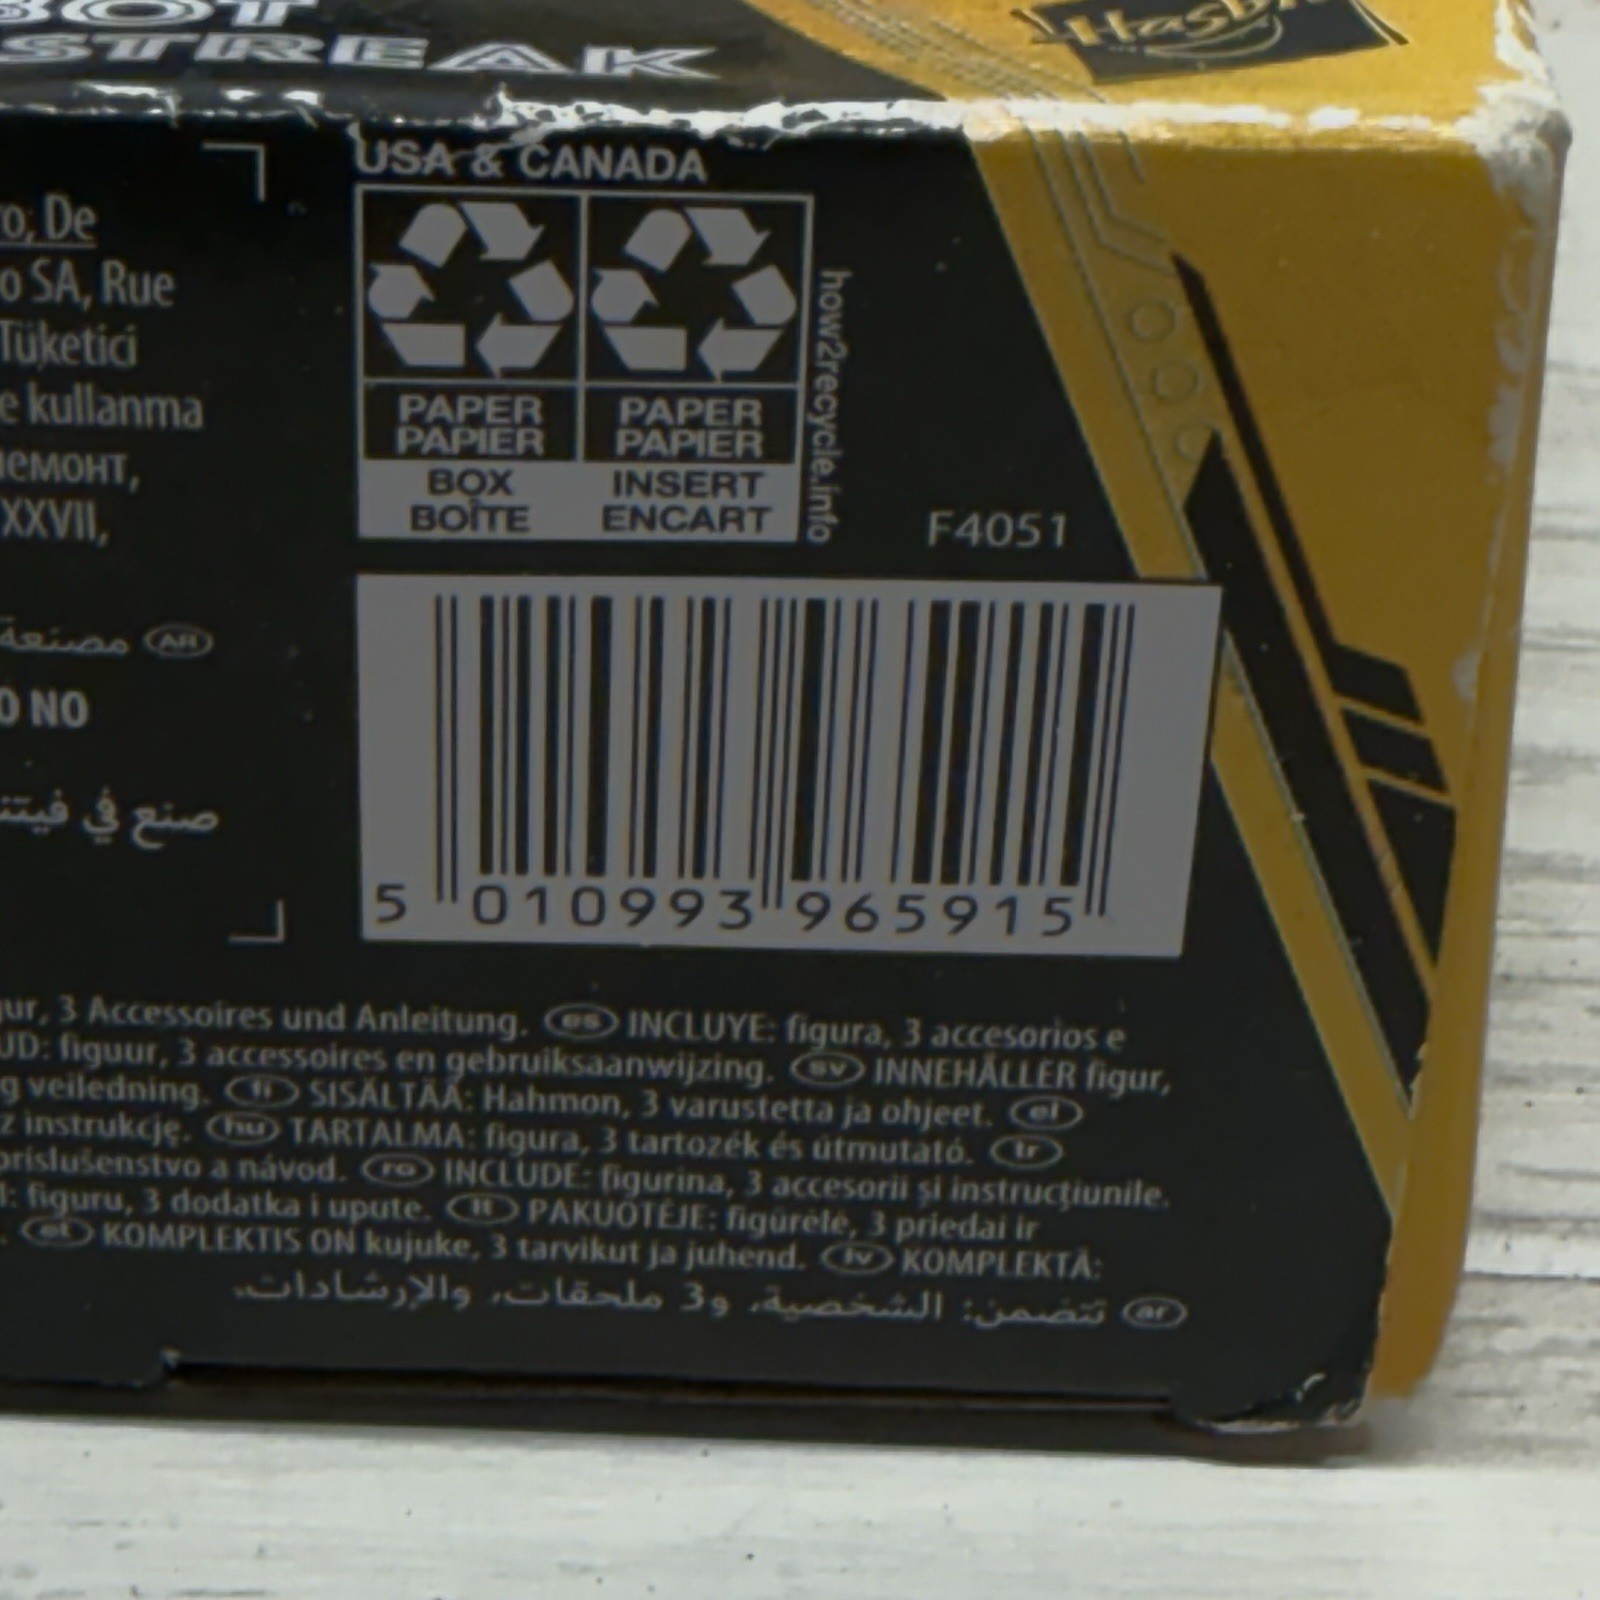 BOT
STREAK
Hasbro
USA & CANADA
ro, De
o SA, Rue
Tüketici
e kullanma
XXVII,
PAPER
PAPIER
BOX
BOÎTE
PAPER
PAPIER
INSERT
ENCART
how2recycle.info
F4051
مصنعة AR
O NO
صنع في
5 010993 965915
3 Accessoires und Anleitung. es INCLUYE: figura, 3 accesorios e
UD: figuur, 3 accessoires en gebruiksaanwijzing. sv INNEHÅLLER figur,
g veiledning. fi SISÄLTÄÄ: Hahmon, 3 varustetta ja ohjeet. el
z instrukcję. hu TARTALMA: figura, 3 tartozék és útmutató. tr
príslušenstvo a návod. ro INCLUDE: figurina, 3 accesorii și instrucțiunile.
: figuru, 3 dodatka i upute. lt PAKUOTĖJE: figūrėlė, 3 priedai ir
. et KOMPLEKTIS ON kujuke, 3 tarvikut ja juhend. lv KOMPLEKTĀ:
ar تتضمن: الشخصية، و3 ملحقات، والإرشادات.